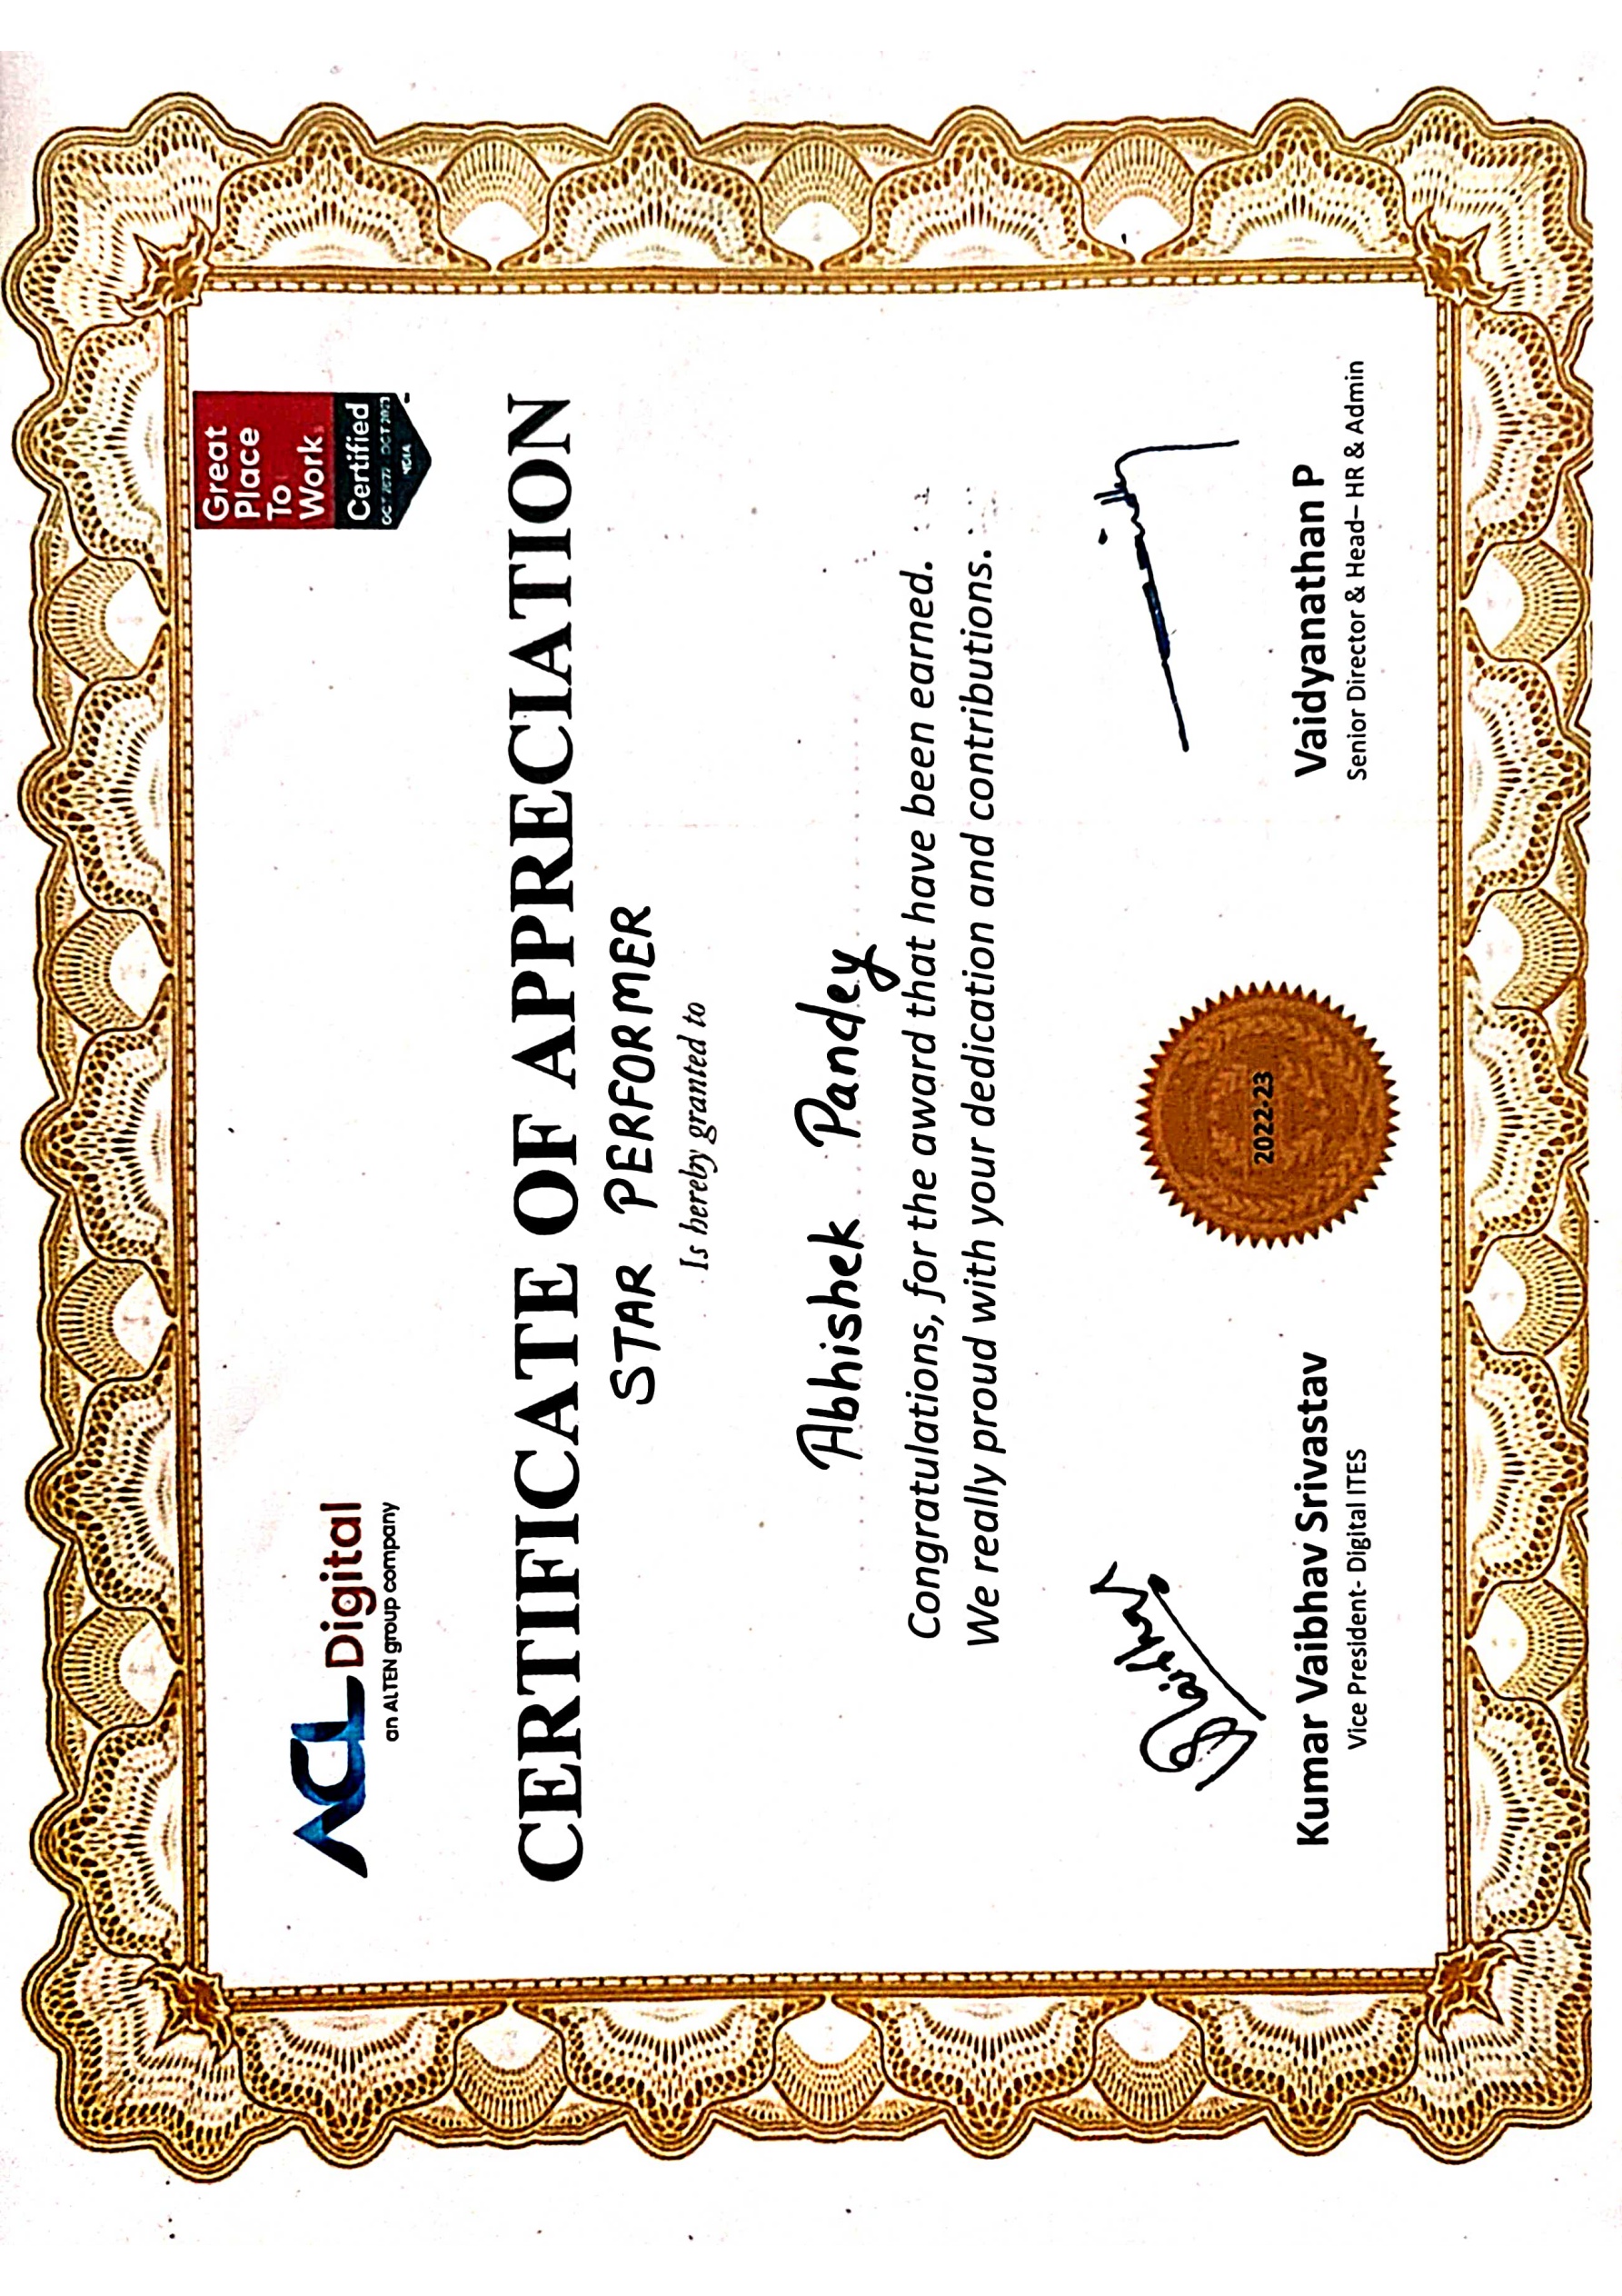 ACL Digital
an ALTEN group company
Great
Place
To
Work
Certified
OCT 2022 - OCT 2023
INDIA
CERTIFICATE OF APPRECIATION
STAR PERFORMER
Is hereby granted to
Abhishek Pandey
Congratulations, for the award that have been earned.
We really proud with your dedication and contributions.
2022-23
Kumar Vaibhav Srivastav
Vice President- Digital ITES
Vaidyanathan P
Senior Director & Head– HR & Admin